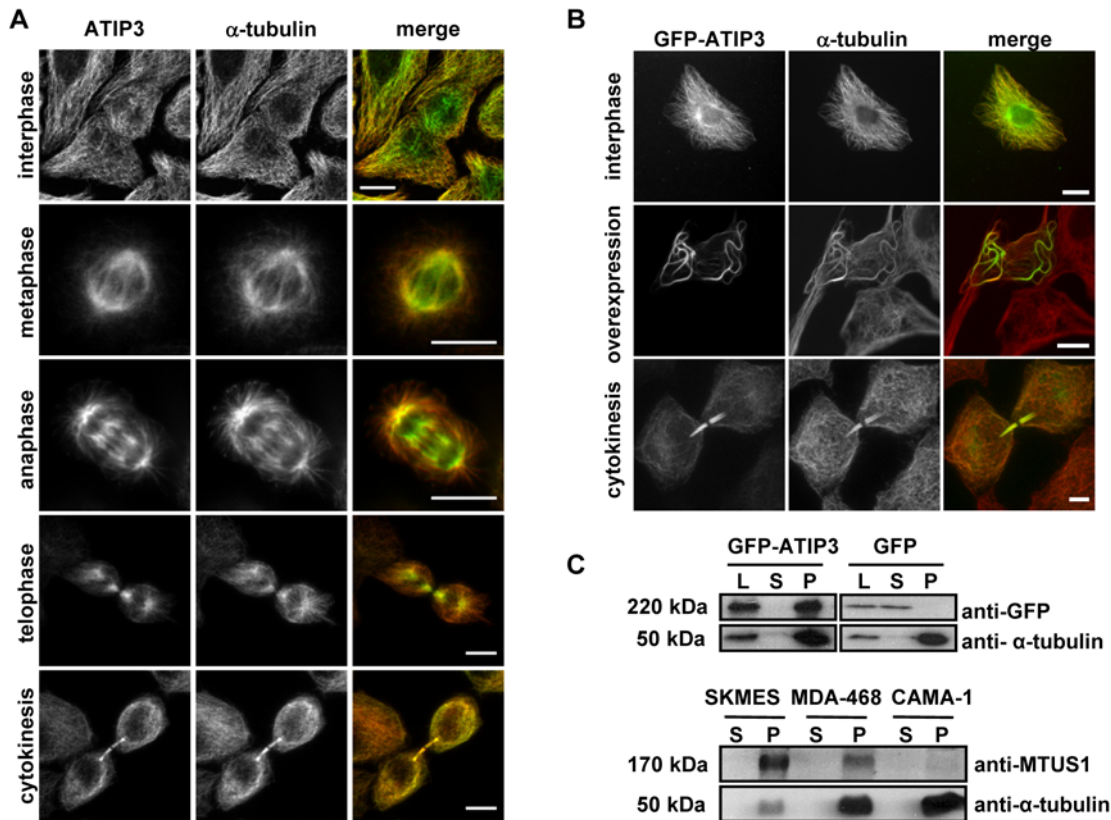 A
ATIP3 α-tubulin merge
interphase
metaphase
anaphase
telophase
cytokinesis
B
GFP-ATIP3 α-tubulin merge
interphase
overexpression
cytokinesis
C
GFP-ATIP3 GFP
L S P L S P
220 kDa anti-GFP
50 kDa anti- α-tubulin
SKMES MDA-468 CAMA-1
S P S P S P
170 kDa anti-MTUS1
50 kDa anti-α-tubulin